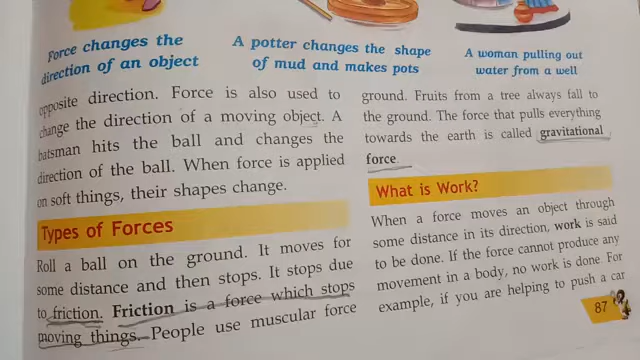 Force changes the
direction of an object
A potter changes the shape
of mud and makes pots
A woman pulling out
water from a well
opposite direction. Force is also used to
change the direction of a moving object. A
batsman hits the ball and changes the
direction of the ball. When force is applied
on soft things, their shapes change.
Types of Forces
Roll a ball on the ground. It moves for
some distance and then stops. It stops due
to friction. Friction is a force which stops
moving things. People use muscular force
ground. Fruits from a tree always fall to
the ground. The force that pulls everything
towards the earth is called gravitational
force.
What is Work?
When a force moves an object through
some distance in its direction, work is said
to be done. If the force cannot produce any
movement in a body, no work is done. For
example, if you are helping to push a car
87